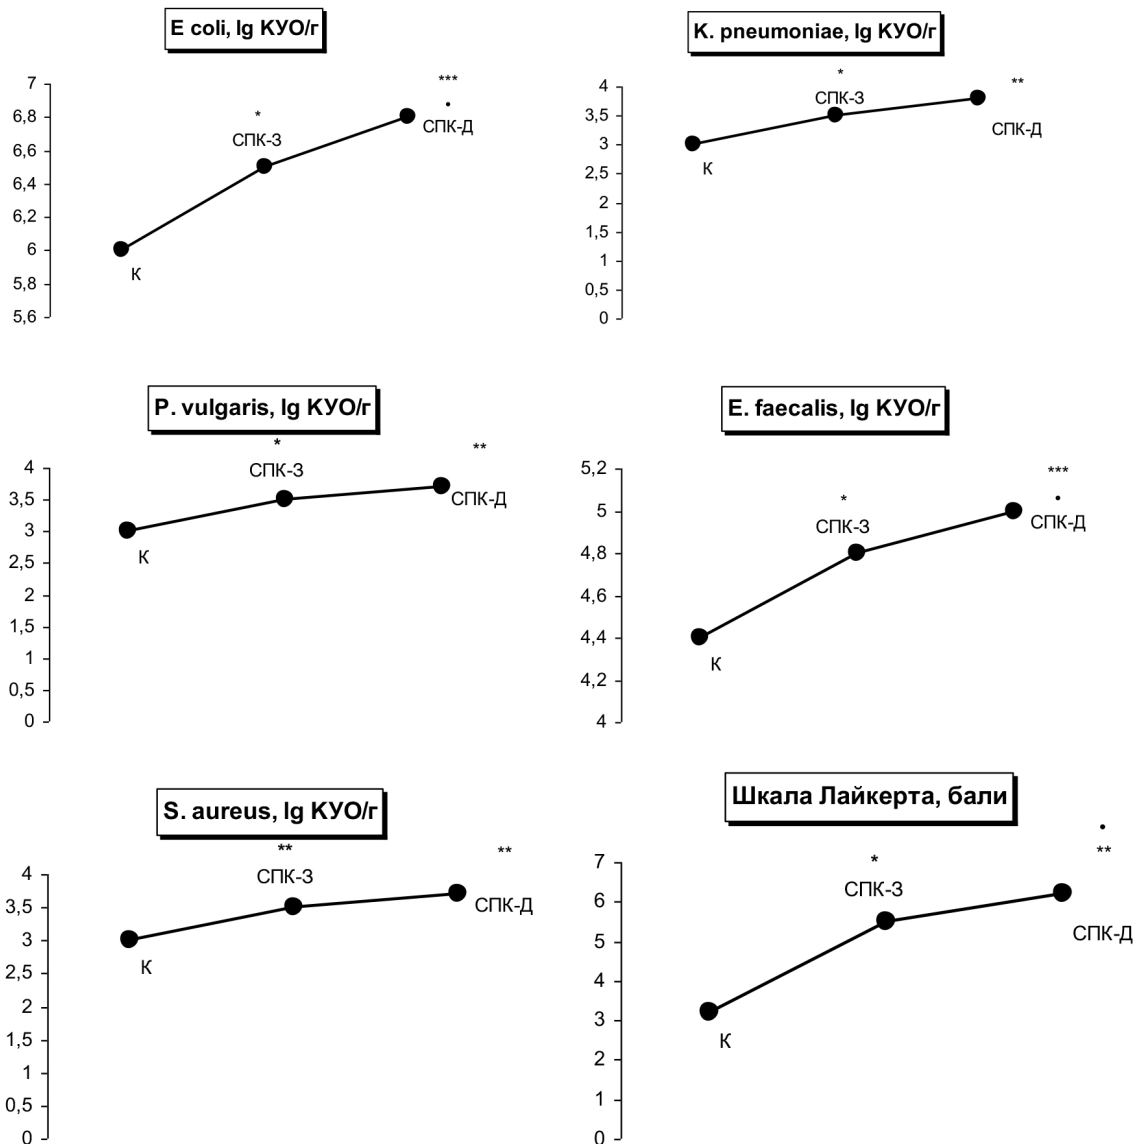 E coli, lg КУО/г
7
6,8
6,6
6,4
6,2
6
5,8
5,6
К
*
СПК-З
***
•
СПК-Д
K. pneumoniae, lg КУО/г
4
3,5
3
2,5
2
1,5
1
0,5
0
К
*
СПК-З
**
СПК-Д
P. vulgaris, lg КУО/г
4
3,5
3
2,5
2
1,5
1
0,5
0
К
*
СПК-З
**
СПК-Д
E. faecalis, lg КУО/г
5,2
5
4,8
4,6
4,4
4,2
4
К
*
СПК-З
***
•
СПК-Д
S. aureus, lg КУО/г
4
3,5
3
2,5
2
1,5
1
0,5
0
К
**
СПК-З
**
СПК-Д
Шкала Лайкерта, бали
7
6
5
4
3
2
1
0
К
*
СПК-З
•
**
СПК-Д